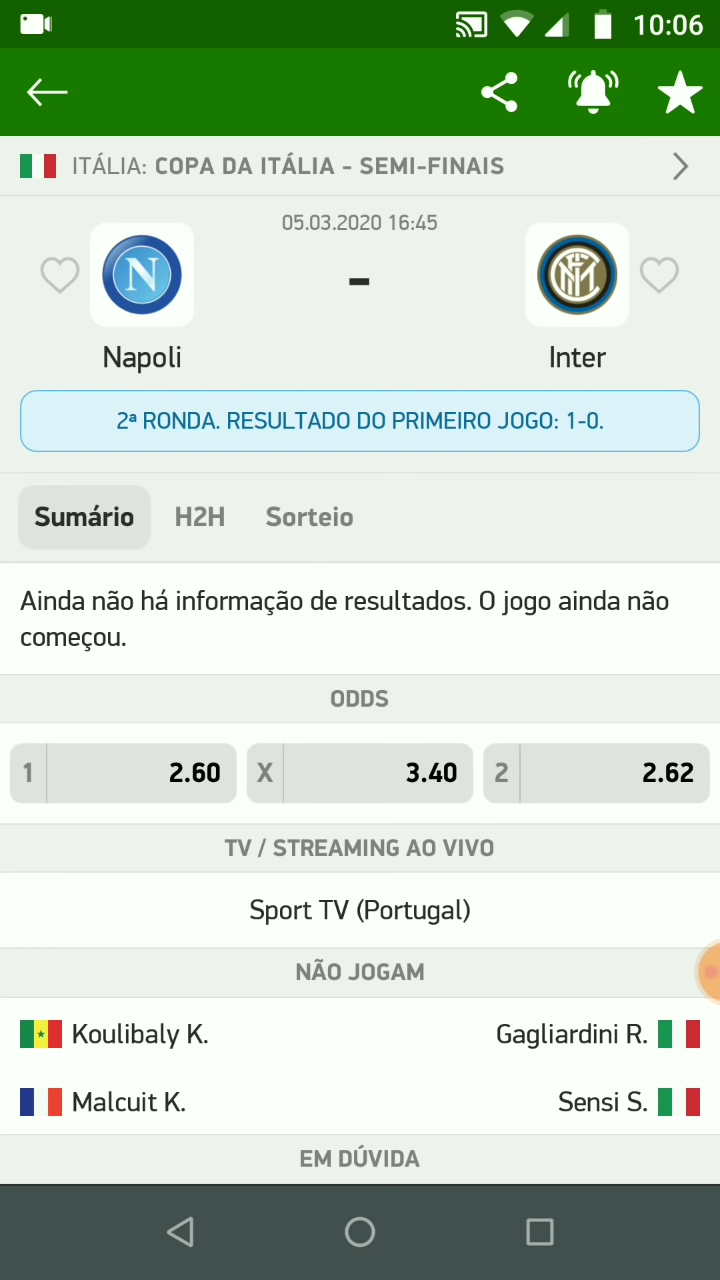 10:06
ITÁLIA: COPA DA ITÁLIA - SEMI-FINAIS
05.03.2020 16:45
-
Napoli
Inter
2ª RONDA. RESULTADO DO PRIMEIRO JOGO: 1-0.
Sumário H2H Sorteio
Ainda não há informação de resultados. O jogo ainda não
começou.
ODDS
1 2.60 X 3.40 2 2.62
TV / STREAMING AO VIVO
Sport TV (Portugal)
NÃO JOGAM
Koulibaly K. Gagliardini R.
Malcuit K. Sensi S.
EM DÚVIDA